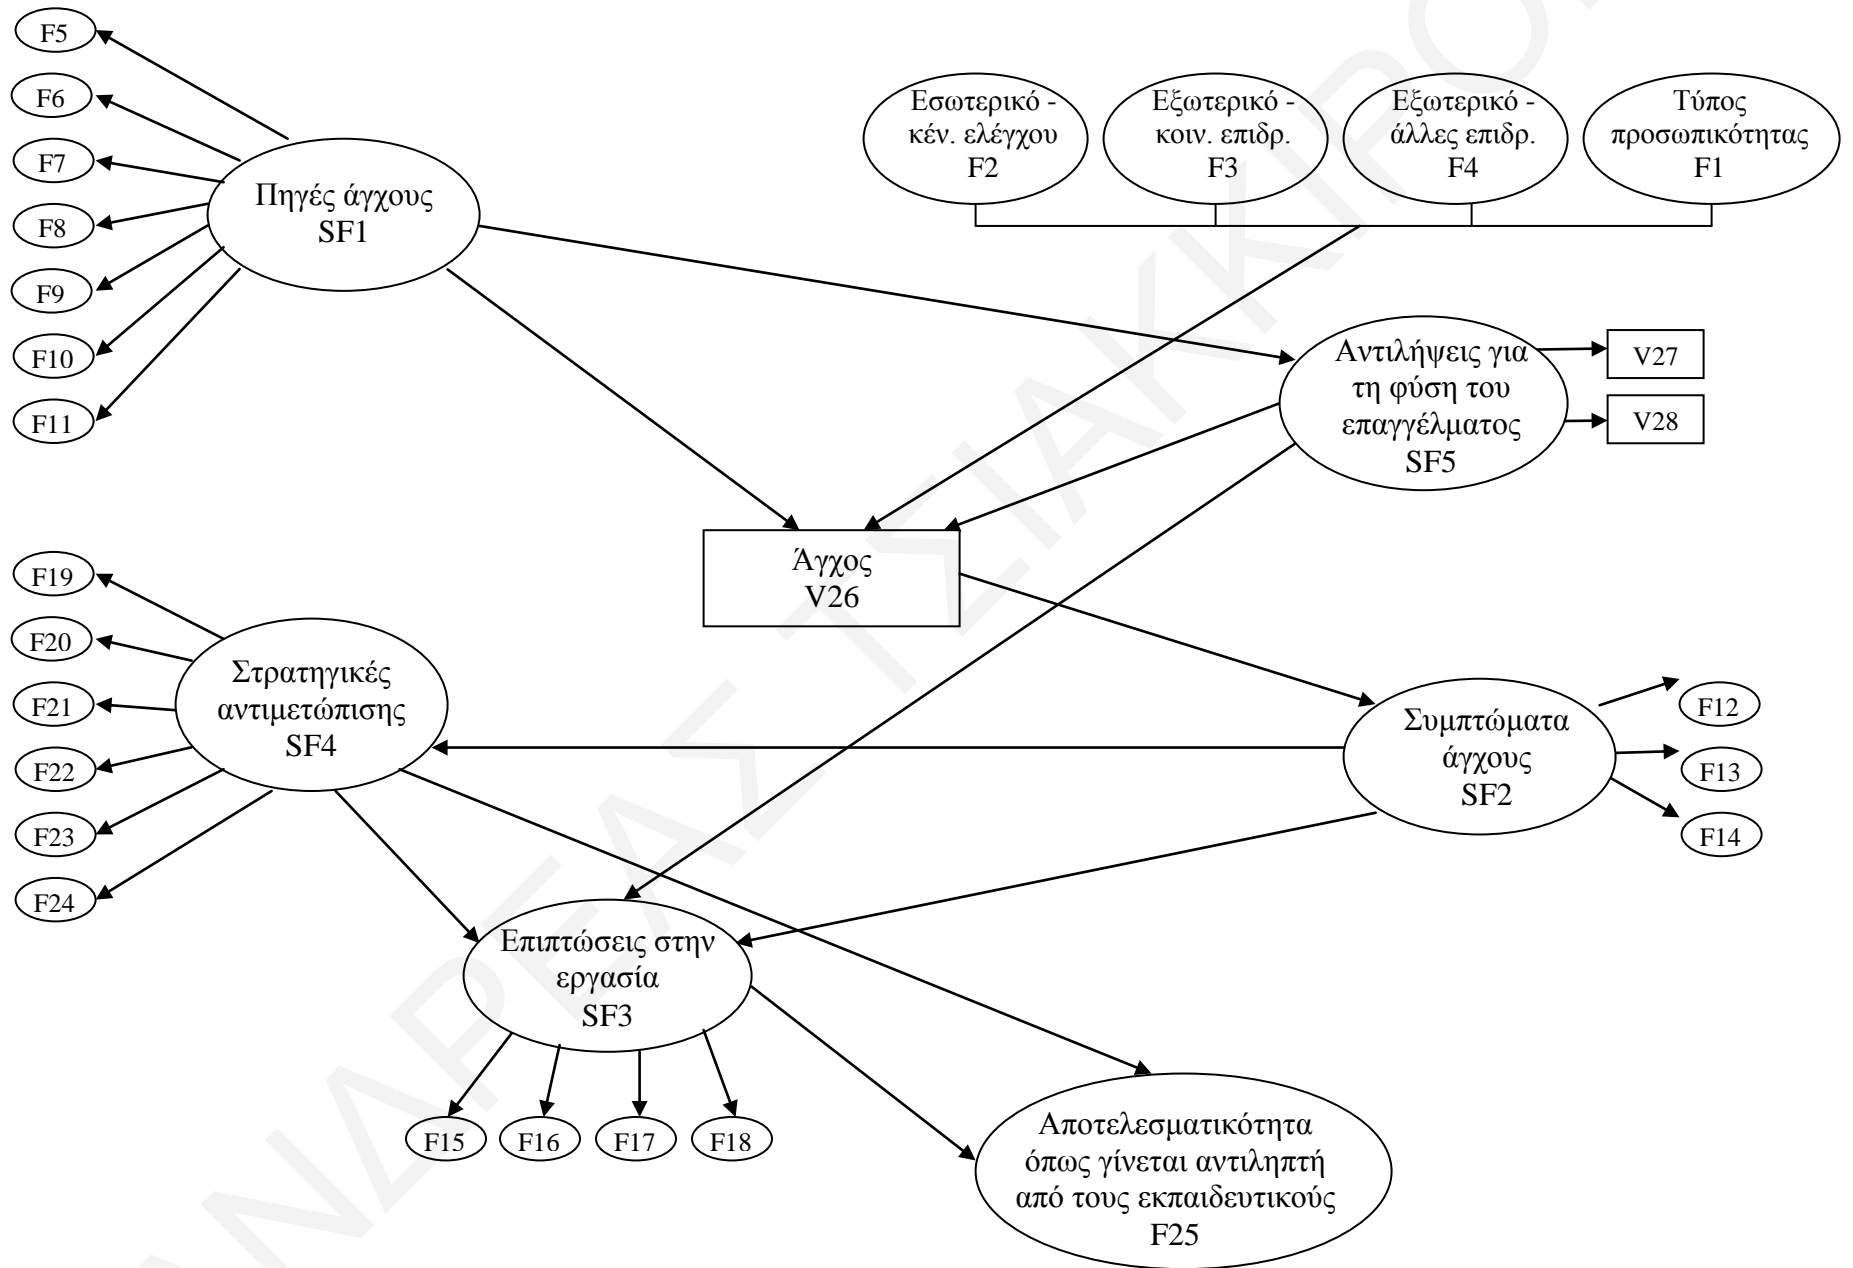 F5
F6
F7
F8
F9
F10
F11
Πηγές άγχους
SF1
Εσωτερικό -
κέν. ελέγχου
F2
Εξωτερικό -
κοιν. επιδρ.
F3
Εξωτερικό -
άλλες επιδρ.
F4
Τύπος
προσωπικότητας
F1
Αντιλήψεις για
τη φύση του
επαγγέλματος
SF5
V27
V28
Άγχος
V26
F19
F20
F21
F22
F23
F24
Στρατηγικές
αντιμετώπισης
SF4
Συμπτώματα
άγχους
SF2
F12
F13
F14
Επιπτώσεις στην
εργασία
SF3
F15
F16
F17
F18
Αποτελεσματικότητα
όπως γίνεται αντιληπτή
από τους εκπαιδευτικούς
F25